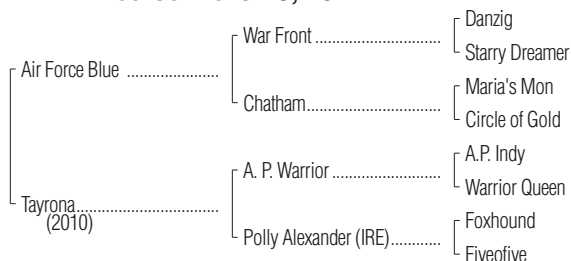 Danzig
War Front
Starry Dreamer
Air Force Blue
Maria's Mon
Chatham
Circle of Gold
A.P. Indy
A. P. Warrior
Warrior Queen
Tayrona
(2010)
Foxhound
Polly Alexander (IRE)
Fiveofive